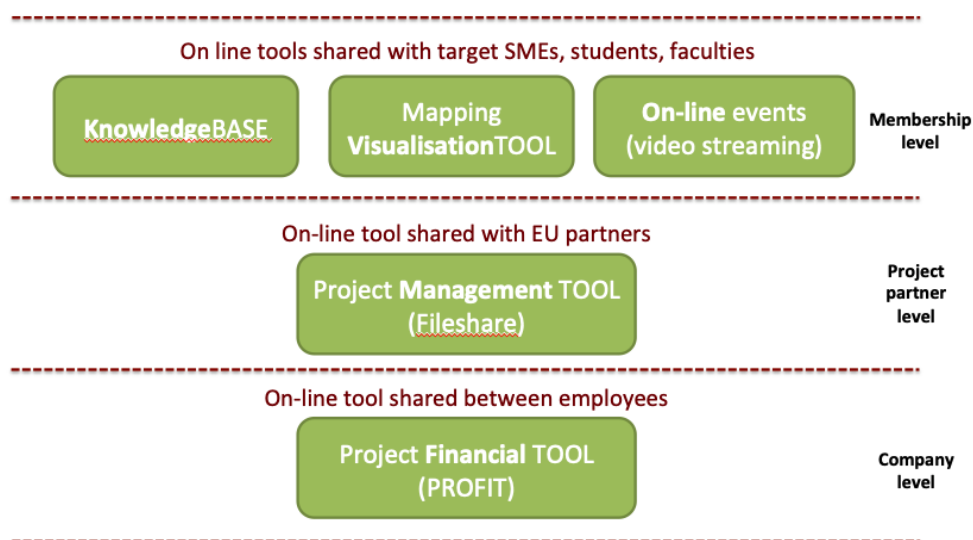 On line tools shared with target SMEs, students, faculties
KnowledgeBASE
Mapping
VisualisationTOOL
On-line events
(video streaming)
Membership
level
On-line tool shared with EU partners
Project Management TOOL
(Fileshare)
Project
partner
level
On-line tool shared between employees
Project Financial TOOL
(PROFIT)
Company
level